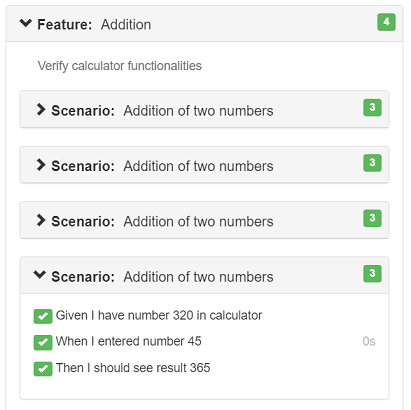 Feature: Addition 4
Verify calculator functionalities
Scenario: Addition of two numbers 3
Scenario: Addition of two numbers 3
Scenario: Addition of two numbers 3
Scenario: Addition of two numbers 3
Given I have number 320 in calculator
When I entered number 45 0s
Then I should see result 365